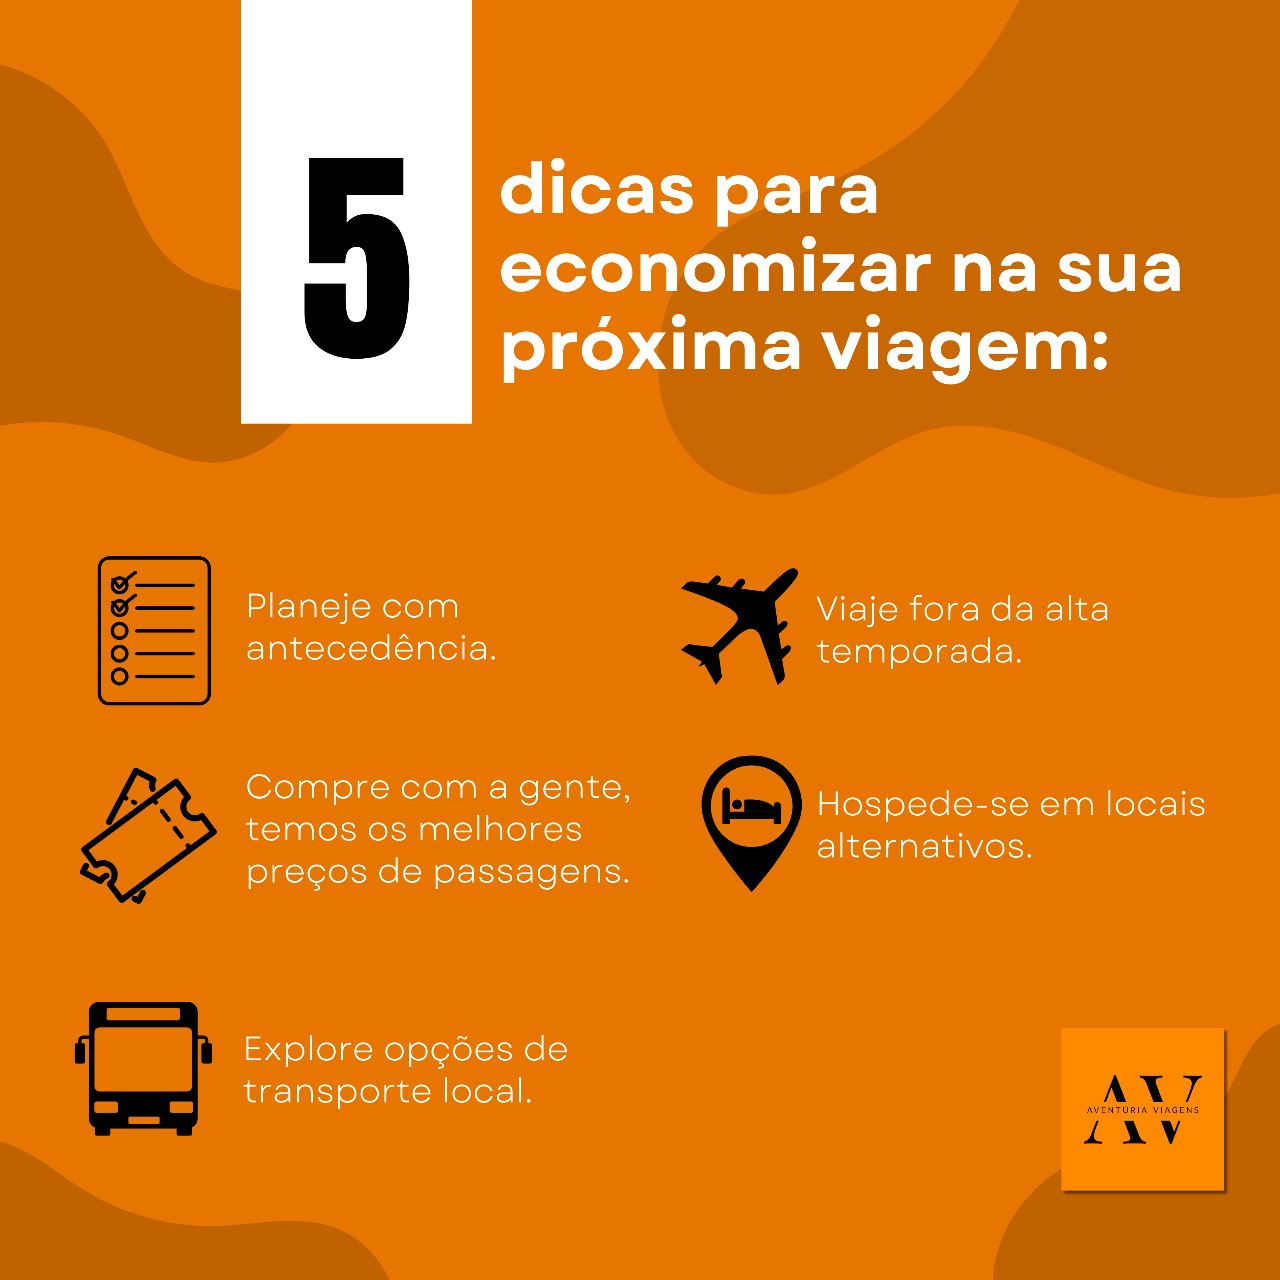 5
dicas para
economizar na sua
próxima viagem:
Planeje com
antecedência.
Viaje fora da alta
temporada.
Compre com a gente,
temos os melhores
preços de passagens.
Hospede-se em locais
alternativos.
Explore opções de
transporte local.
AV
AVENTÚRIA VIAGENS